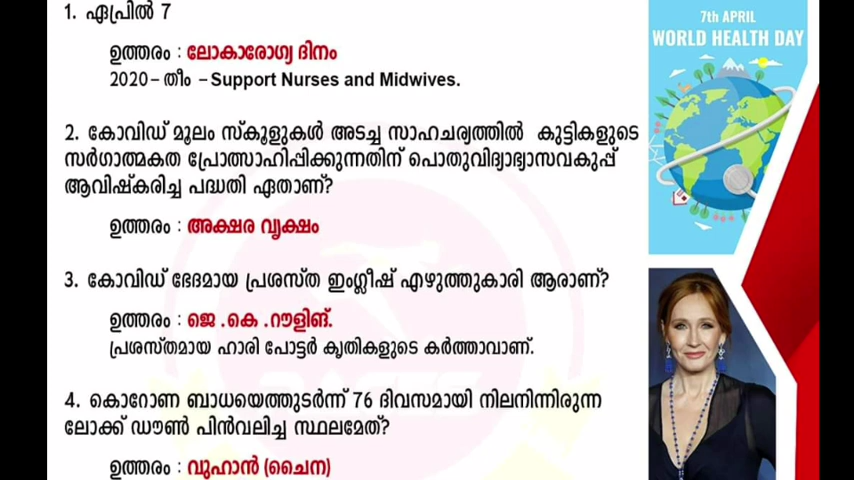 1. ഏപ്രിൽ 7
ഉത്തരം : ലോകാരോഗ്യ ദിനം
2020 – തീം – Support Nurses and Midwives.
2. കോവിഡ് മൂലം സ്കൂളുകൾ അടച്ച സാഹചര്യത്തിൽ കുട്ടികളുടെ
സർഗാത്മകത പ്രോത്സാഹിപ്പിക്കുന്നതിന് പൊതുവിദ്യാഭ്യാസവകുപ്പ്
ആവിഷ്കരിച്ച പദ്ധതി ഏതാണ്?
ഉത്തരം : അക്ഷര വൃക്ഷം
3. കോവിഡ് ഭേദമായ പ്രശസ്ത ഇംഗ്ലീഷ് എഴുത്തുകാരി ആരാണ്?
ഉത്തരം : ജെ .കെ .റൗളിങ്.
പ്രശസ്തമായ ഹാരി പോട്ടർ കൃതികളുടെ കർത്താവാണ്.
4. കൊറോണ ബാധയെത്തുടർന്ന് 76 ദിവസമായി നിലനിന്നിരുന്ന
ലോക്ക് ഡൗൺ പിൻവലിച്ച സ്ഥലമേത്?
ഉത്തരം : വുഹാൻ (ചൈന)
7th APRIL
WORLD HEALTH DAY